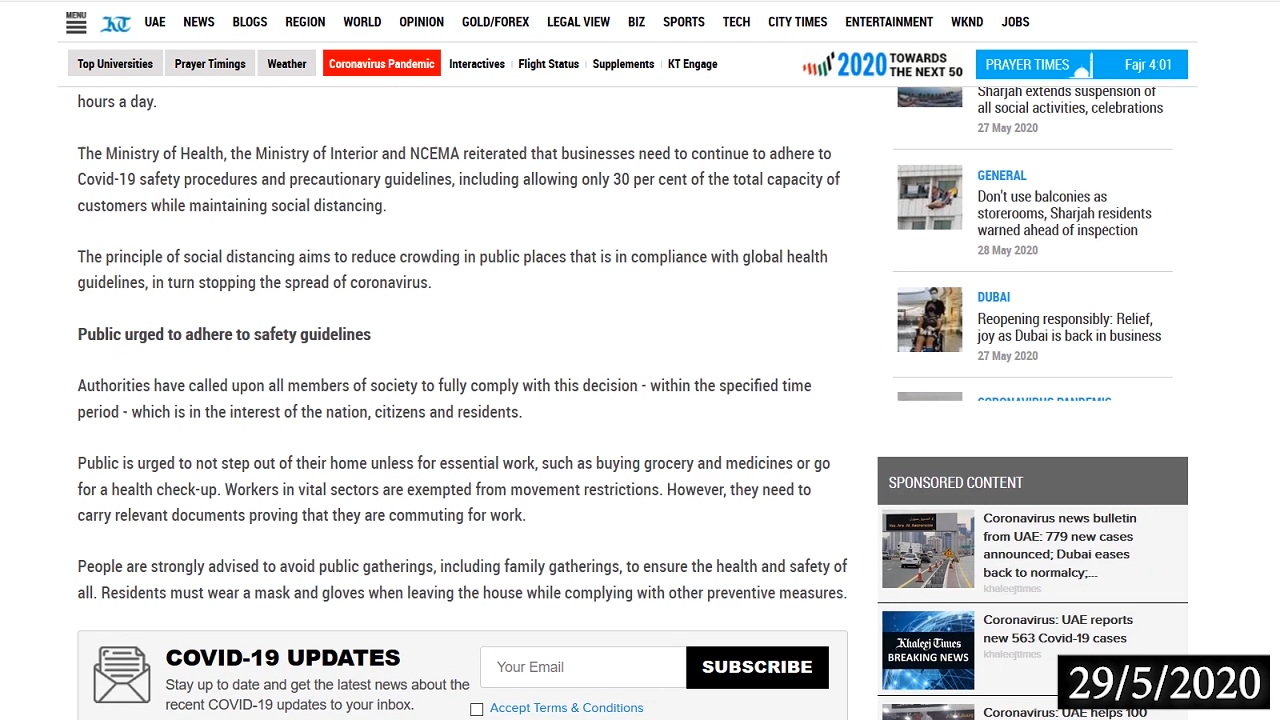 MENU
KT
UAE NEWS BLOGS REGION WORLD OPINION GOLD/FOREX LEGAL VIEW BIZ SPORTS TECH CITY TIMES ENTERTAINMENT WKND JOBS
Top Universities Prayer Timings Weather Coronavirus Pandemic Interactives Flight Status Supplements KT Engage
2020 TOWARDS
THE NEXT 50
PRAYER TIMES Fajr 4:01
hours a day.
The Ministry of Health, the Ministry of Interior and NCEMA reiterated that businesses need to continue to adhere to
Covid-19 safety procedures and precautionary guidelines, including allowing only 30 per cent of the total capacity of
customers while maintaining social distancing.
The principle of social distancing aims to reduce crowding in public places that is in compliance with global health
guidelines, in turn stopping the spread of coronavirus.
Public urged to adhere to safety guidelines
Authorities have called upon all members of society to fully comply with this decision - within the specified time
period - which is in the interest of the nation, citizens and residents.
Public is urged to not step out of their home unless for essential work, such as buying grocery and medicines or go
for a health check-up. Workers in vital sectors are exempted from movement restrictions. However, they need to
carry relevant documents proving that they are commuting for work.
People are strongly advised to avoid public gatherings, including family gatherings, to ensure the health and safety of
all. Residents must wear a mask and gloves when leaving the house while complying with other preventive measures.
COVID-19 UPDATES
Stay up to date and get the latest news about the
recent COVID-19 updates to your inbox.
Your Email
SUBSCRIBE
Accept Terms & Conditions
Sharjah extends suspension of
all social activities, celebrations
27 May 2020
GENERAL
Don't use balconies as
storerooms, Sharjah residents
warned ahead of inspection
28 May 2020
DUBAI
Reopening responsibly: Relief,
joy as Dubai is back in business
27 May 2020
CORONAVIRUS PANDEMIC
SPONSORED CONTENT
Coronavirus news bulletin
from UAE: 779 new cases
announced; Dubai eases
back to normalcy;...
khaleejtimes
Khaleej Times
BREAKING NEWS
Coronavirus: UAE reports
new 563 Covid-19 cases
khaleejtimes
Coronavirus: UAE helps 100
29/5/2020